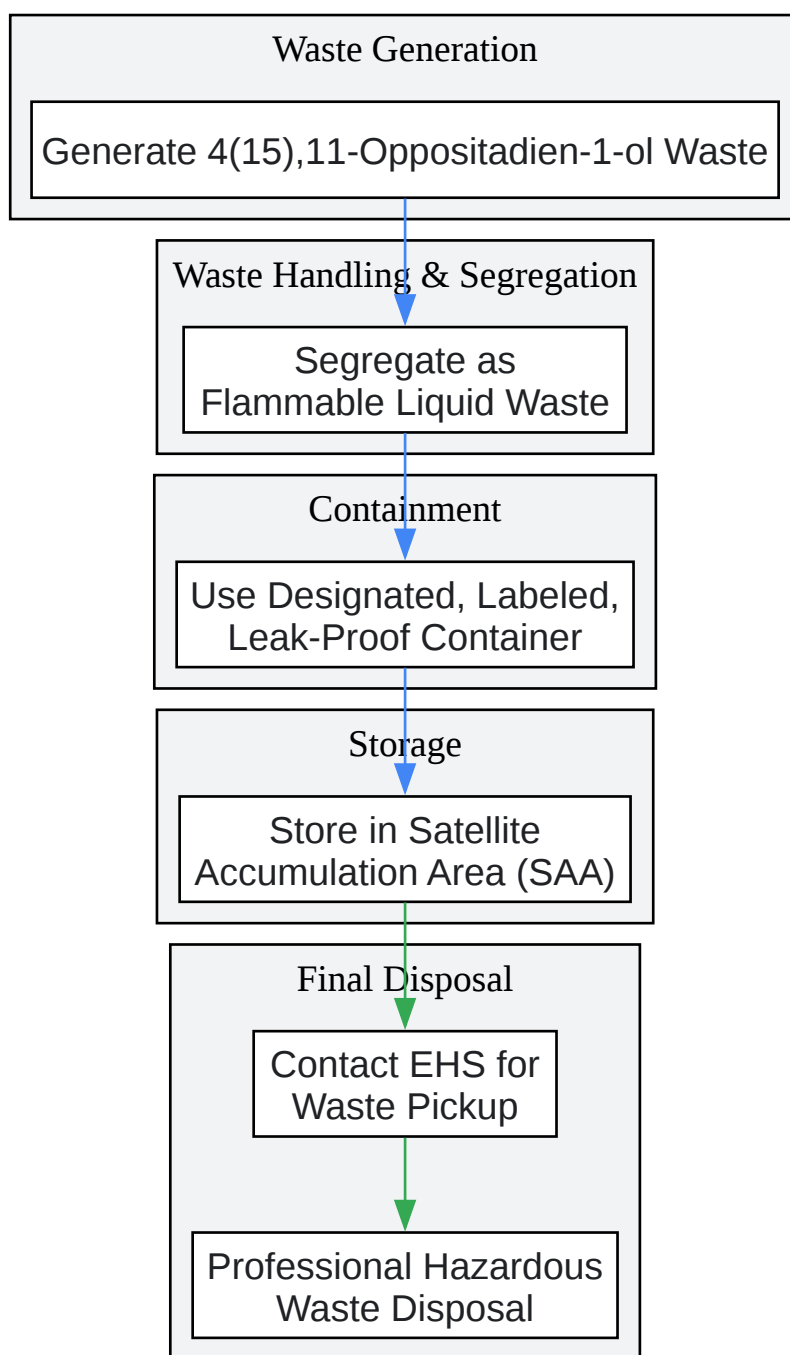 Waste Generation
Generate 4(15),11-Oppositadien-1-ol Waste
Waste Handling & Segregation
Segregate as
Flammable Liquid Waste
Containment
Use Designated, Labeled,
Leak-Proof Container
Storage
Store in Satellite
Accumulation Area (SAA)
Final Disposal
Contact EHS for
Waste Pickup
Professional Hazardous
Waste Disposal